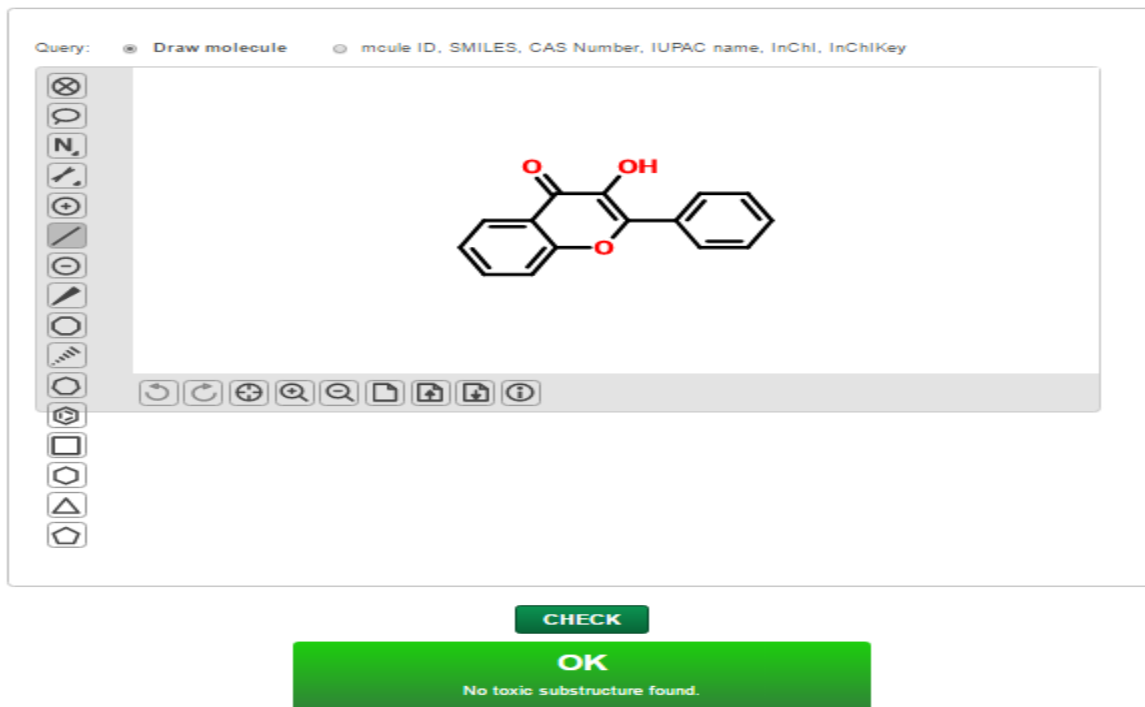 Query: Draw molecule mcule ID, SMILES, CAS Number, IUPAC name, InChI, InChIKey
N
O OH
O
CHECK
OK
No toxic substructure found.